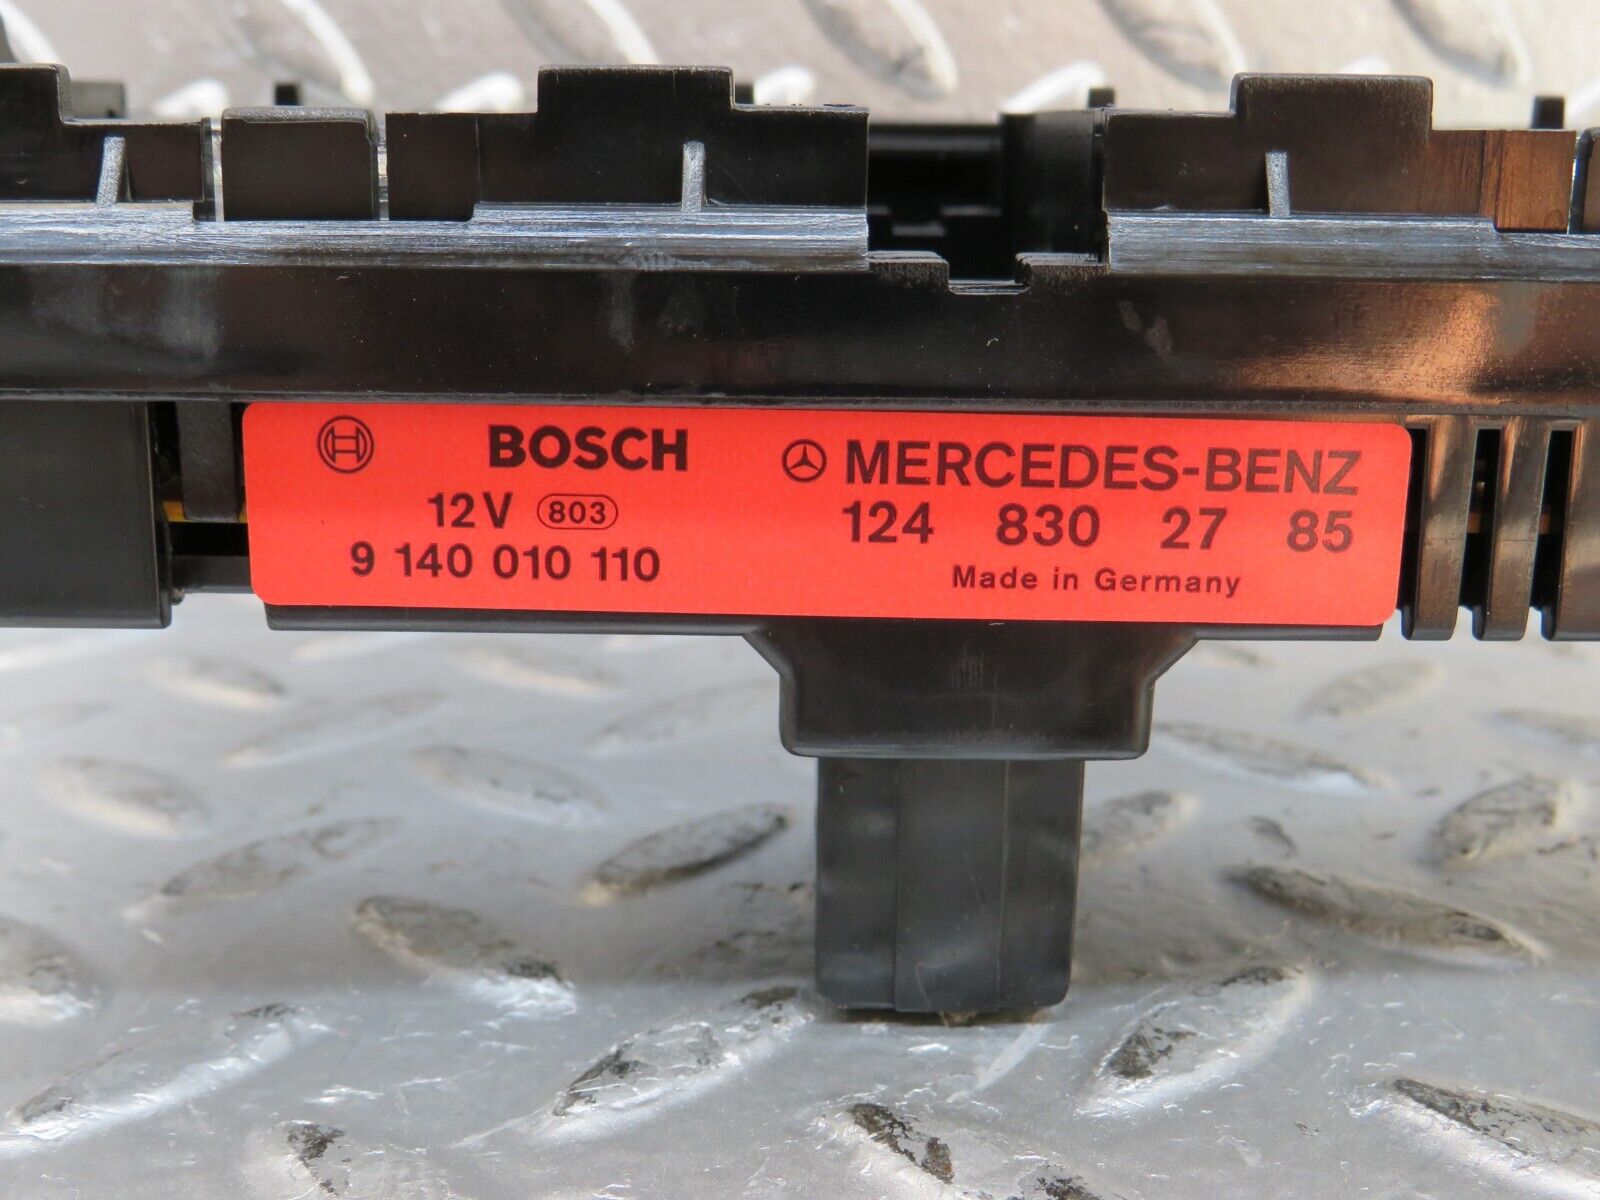 BOSCH
12V 803
9 140 010 110
MERCEDES-BENZ
124 830 27 85
Made in Germany